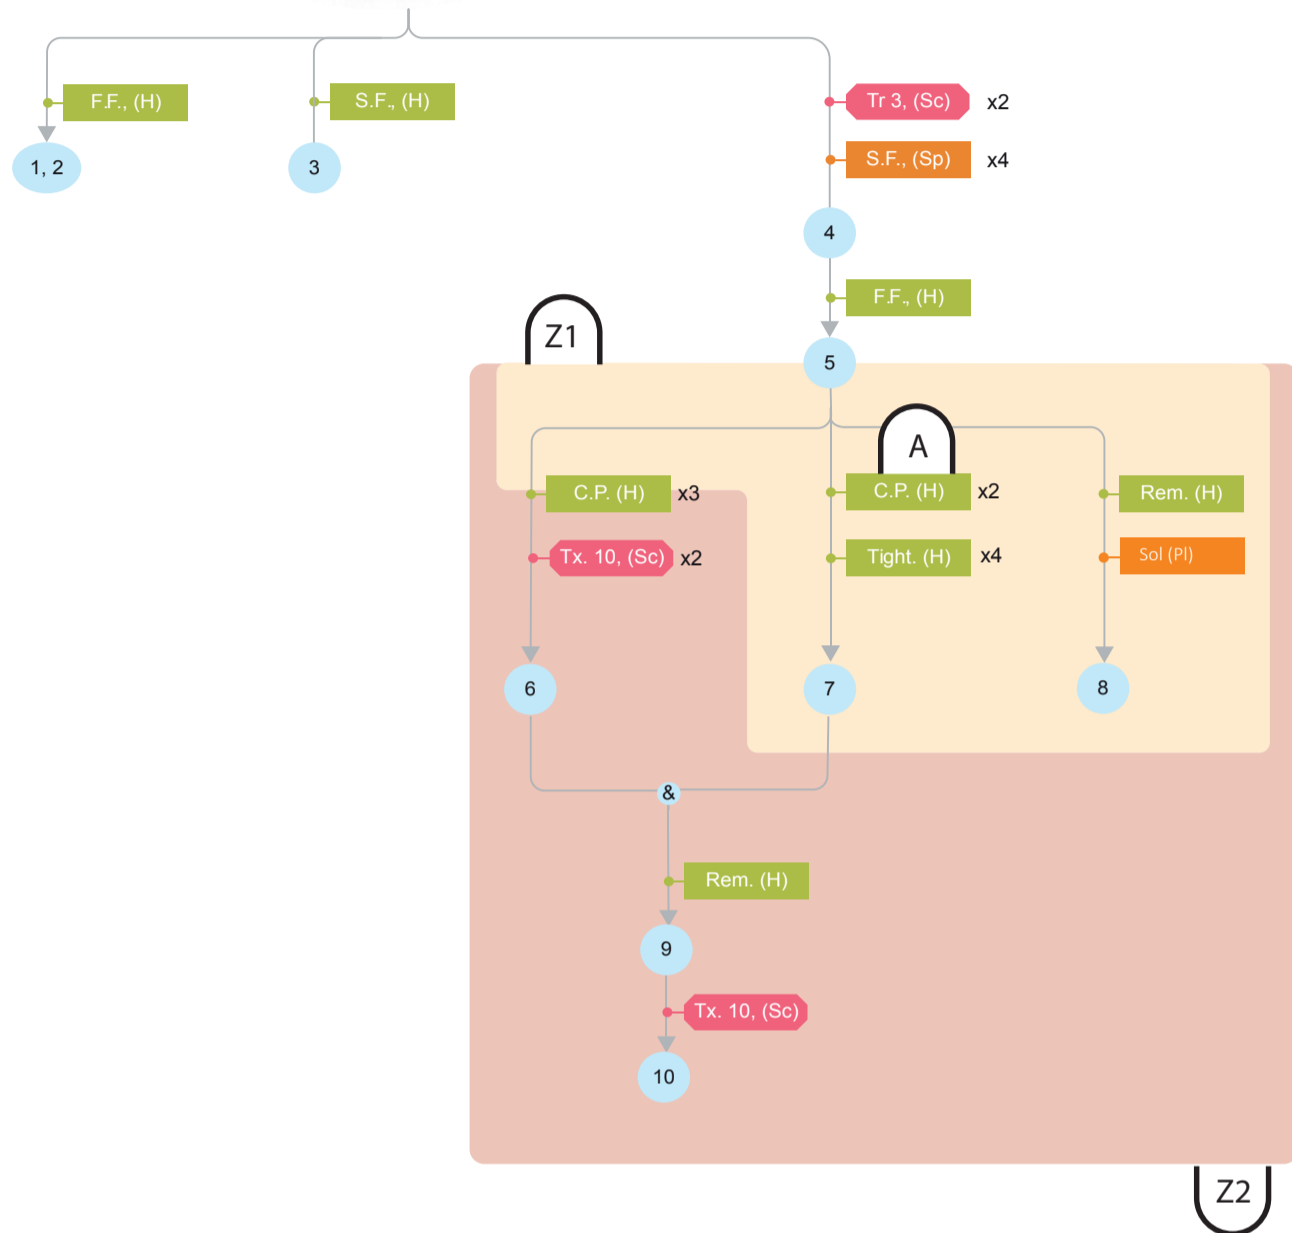 F.F., (H)
S.F., (H)
Tr 3, (Sc) x2
S.F., (Sp) x4
1, 2
3
4
F.F., (H)
Z1
5
A
C.P. (H) x3
C.P. (H) x2
Rem. (H)
Tx. 10, (Sc) x2
Tight. (H) x4
Sol (Pl)
6
7
8
&
Rem. (H)
9
Tx. 10, (Sc)
10
Z2